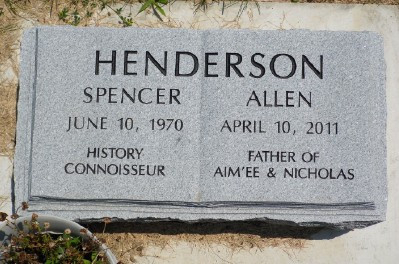 HENDERSON
SPENCER ALLEN
JUNE 10, 1970 APRIL 10, 2011
HISTORY
CONNOISSEUR
FATHER OF
AIM'EE & NICHOLAS